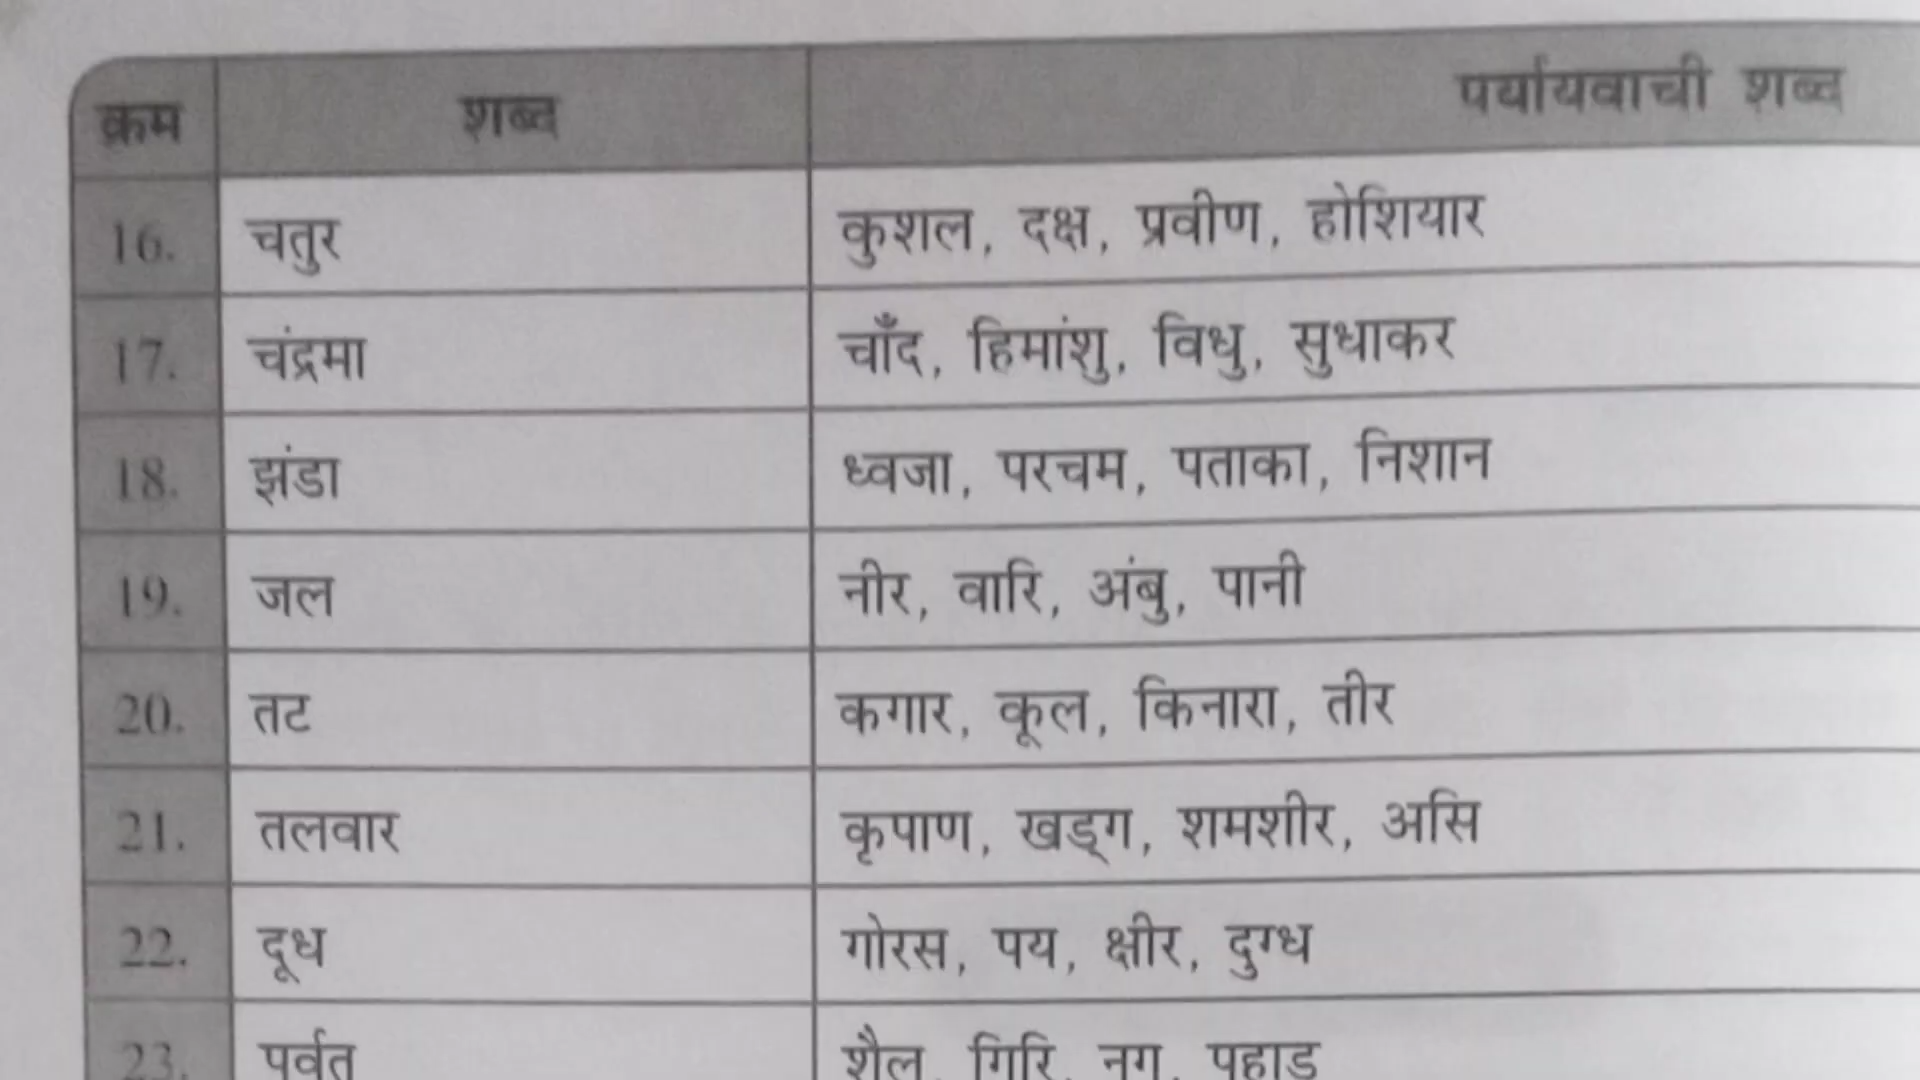 क्रम शब्द पर्यायवाची शब्द
16. चतुर कुशल, दक्ष, प्रवीण, होशियार
17. चंद्रमा चाँद, हिमांशु, विधु, सुधाकर
18. झंडा ध्वजा, परचम, पताका, निशान
19. जल नीर, वारि, अंबु, पानी
20. तट कगार, कूल, किनारा, तीर
21. तलवार कृपाण, खड्ग, शमशीर, असि
22. दूध गोरस, पय, क्षीर, दुग्ध
23. पर्वत शैल, गिरि, नग, पहाड़